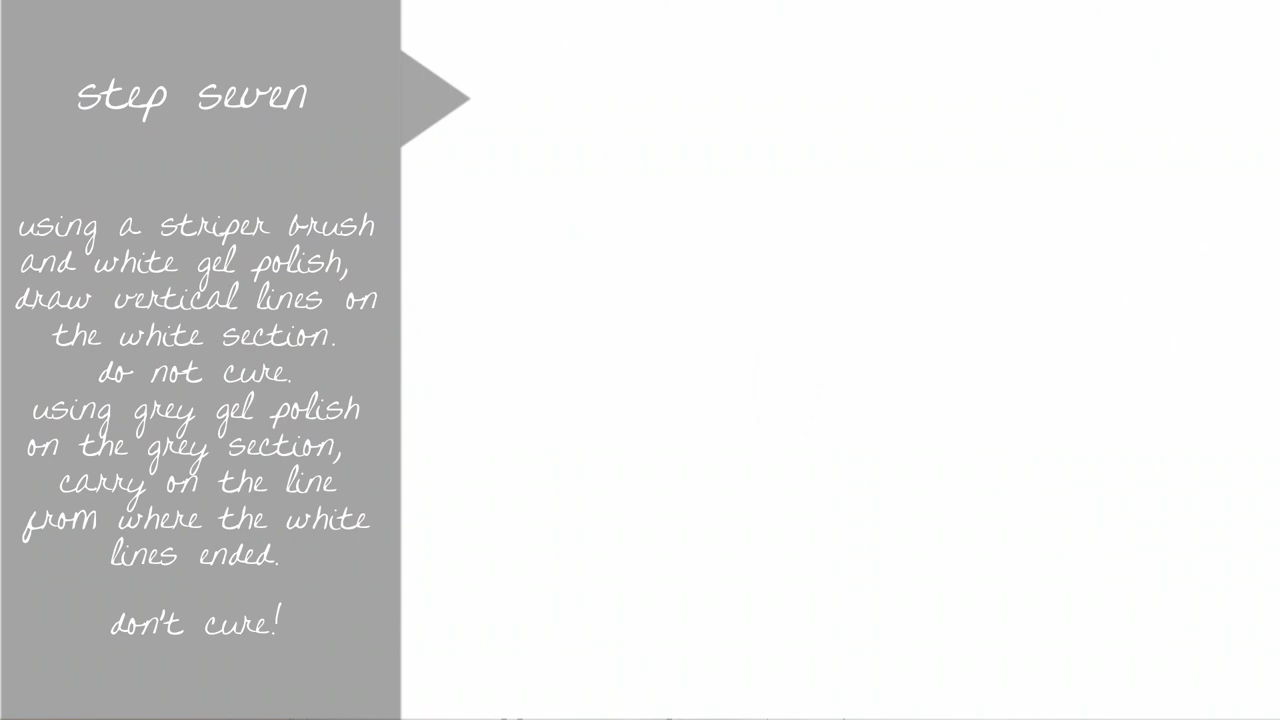 step seven
using a striper brush
and white gel polish,
draw vertical lines on
the white section.
do not cure.
using grey gel polish
on the grey section,
carry on the line
from where the white
lines ended.
don't cure!